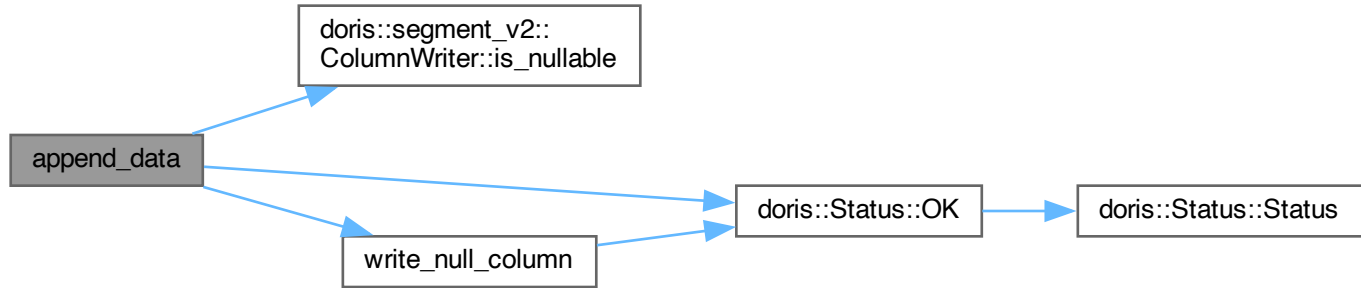 doris::segment_v2::
ColumnWriter::is_nullable
append_data
doris::Status::OK
doris::Status::Status
write_null_column